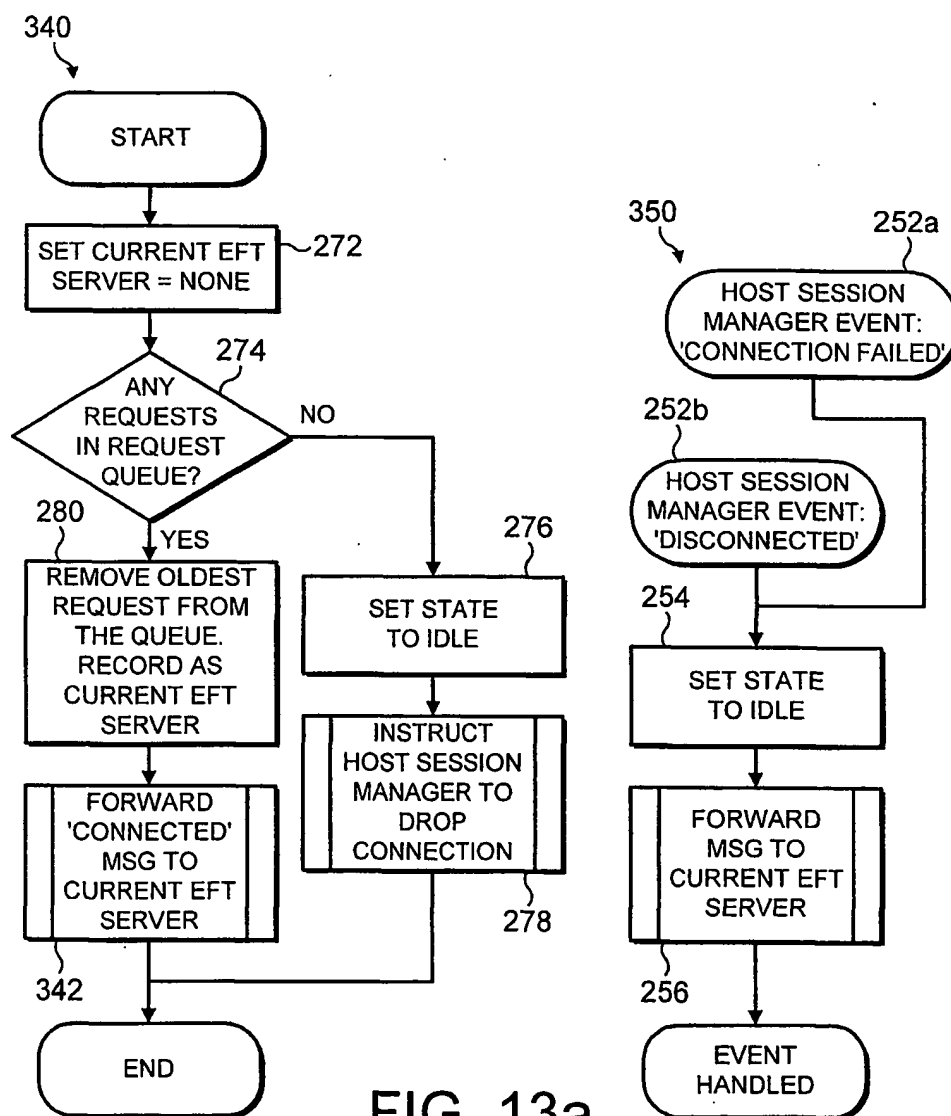 340
START
SET CURRENT EFT
SERVER = NONE
272
274
ANY
REQUESTS
IN REQUEST
QUEUE?
NO
YES
280
REMOVE OLDEST
REQUEST FROM
THE QUEUE.
RECORD AS
CURRENT EFT
SERVER
276
SET STATE
TO IDLE
INSTRUCT
HOST SESSION
MANAGER TO
DROP
CONNECTION
278
FORWARD
'CONNECTED'
MSG TO
CURRENT EFT
SERVER
342
END
350
252a
HOST SESSION
MANAGER EVENT:
'CONNECTION FAILED'
252b
HOST SESSION
MANAGER EVENT:
'DISCONNECTED'
254
SET STATE
TO IDLE
FORWARD
MSG TO
CURRENT EFT
SERVER
256
EVENT
HANDLED
FIG. 13a